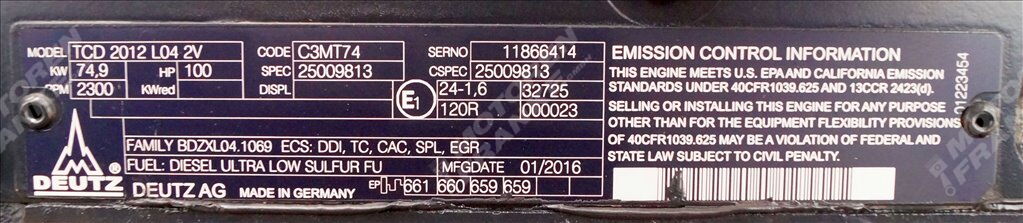 MODEL TCD 2012 L04 2V CODE C3MT74 SERNO 11866414
KW 74,9 HP 100 SPEC 25009813 CSPEC 25009813
RPM 2300 KWred DISPL E1 24-1,6 32725
120R 000023
FAMILY BDZXL04.1069 ECS: DDI, TC, CAC, SPL, EGR
FUEL: DIESEL ULTRA LOW SULFUR FU MFGDATE 01/2016
DEUTZ DEUTZ AG MADE IN GERMANY EP 661 660 659 659
EMISSION CONTROL INFORMATION
THIS ENGINE MEETS U.S. EPA AND CALIFORNIA EMISSION
STANDARDS UNDER 40CFR1039.625 AND 13CCR 2423(d).
SELLING OR INSTALLING THIS ENGINE FOR ANY PURPOSE
OTHER THAN FOR THE EQUIPMENT FLEXIBILITY PROVISIONS
OF 40CFR1039.625 MAY BE A VIOLATION OF FEDERAL AND
STATE LAW SUBJECT TO CIVIL PENALTY.
01223454